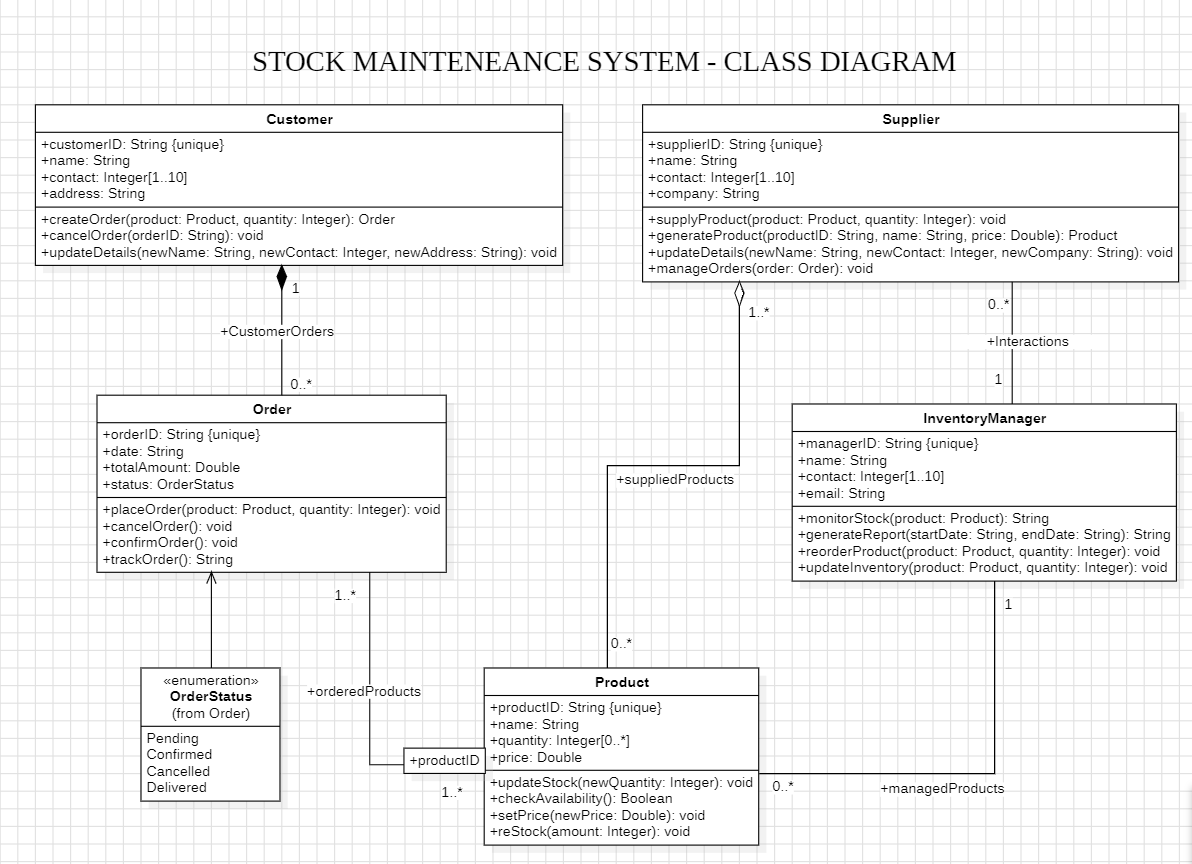 STOCK MAINTENEANCE SYSTEM - CLASS DIAGRAM
Customer
+customerID: String {unique}
+name: String
+contact: Integer[1..10]
+address: String
+createOrder(product: Product, quantity: Integer): Order
+cancelOrder(orderID: String): void
+updateDetails(newName: String, newContact: Integer, newAddress: String): void
Supplier
+supplierID: String {unique}
+name: String
+contact: Integer[1..10]
+company: String
+supplyProduct(product: Product, quantity: Integer): void
+generateProduct(productID: String, name: String, price: Double): Product
+updateDetails(newName: String, newContact: Integer, newCompany: String): void
+manageOrders(order: Order): void
1
+CustomerOrders
0..*
1..*
+suppliedProducts
0..*
0..*
+Interactions
1
Order
+orderID: String {unique}
+date: String
+totalAmount: Double
+status: OrderStatus
+placeOrder(product: Product, quantity: Integer): void
+cancelOrder(): void
+confirmOrder(): void
+trackOrder(): String
InventoryManager
+managerID: String {unique}
+name: String
+contact: Integer[1..10]
+email: String
+monitorStock(product: Product): String
+generateReport(startDate: String, endDate: String): String
+reorderProduct(product: Product, quantity: Integer): void
+updateInventory(product: Product, quantity: Integer): void
1..*
+orderedProducts
+productID
1..*
1
0..*
+managedProducts
«enumeration»
OrderStatus
(from Order)
Pending
Confirmed
Cancelled
Delivered
Product
+productID: String {unique}
+name: String
+quantity: Integer[0..*]
+price: Double
+updateStock(newQuantity: Integer): void
+checkAvailability(): Boolean
+setPrice(newPrice: Double): void
+reStock(amount: Integer): void